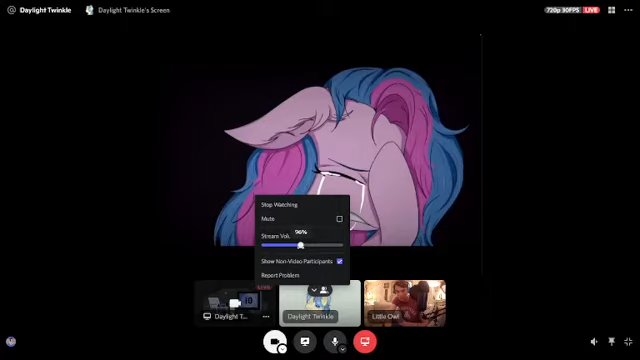 @ Daylight Twinkle
Daylight Twinkle's Screen
720p 30FPS LIVE
Stop Watching
Mute
96%
Stream Vol
Show Non-Video Participants
Report Problem
LIVE
10
Daylight T...
Daylight Twinkle
Little Owl